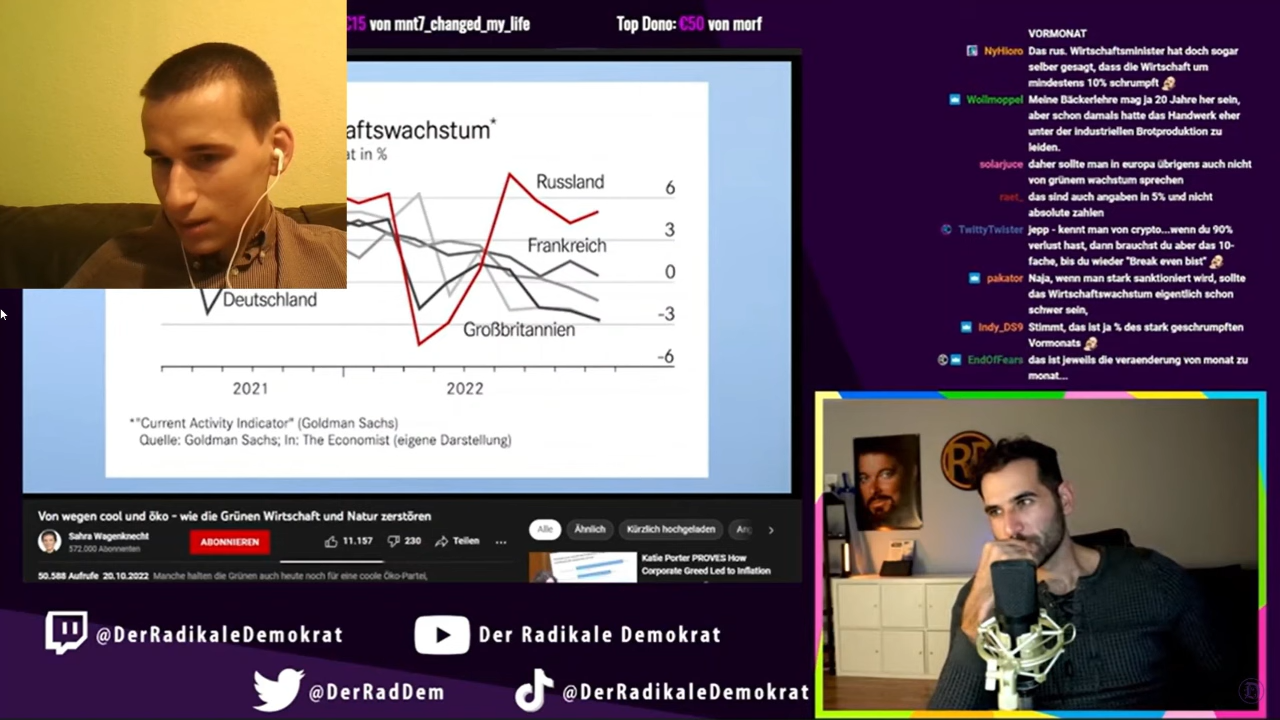 €15 von mnt7_changed_my_life
Top Dono: €50 von morf
aftswachstum*
at in %
Russland
6
Frankreich
3
0
Deutschland
-3
Großbritannien
-6
2021
2022
*"Current Activity Indicator" (Goldman Sachs)
Quelle: Goldman Sachs; In: The Economist (eigene Darstellung)
Von wegen cool und öko - wie die Grünen Wirtschaft und Natur zerstören
Sahra Wagenknecht
572.000 Abonnenten
ABONNIEREN
11.157
230
Teilen
50.588 Aufrufe 20.10.2022 Manche halten die Grünen auch heute noch für eine coole Öko-Partei,
Alle
Ähnlich
Kürzlich hochgeladen
Katie Porter PROVES How
Corporate Greed Led to Inflation
VORMONAT
NyHioro Das rus. Wirtschaftsminister hat doch sogar
selber gesagt, dass die Wirtschaft um
mindestens 10% schrumpft
Wollmoppel Meine Bäckerlehre mag ja 20 Jahre her sein,
aber schon damals hatte das Handwerk eher
unter der industriellen Brotproduktion zu
leiden.
solarjuce daher sollte man in europa übrigens auch nicht
von grünem wachstum sprechen
raet_ das sind auch angaben in 5% und nicht
absolute zahlen
TwittyTwister jepp - kennt man von crypto...wenn du 90%
verlust hast, dann brauchst du aber das 10-
fache, bis du wieder "Break even bist"
pakator Naja, wenn man stark sanktioniert wird, sollte
das Wirtschaftswachstum eigentlich schon
schwer sein,
Indy_DS9 Stimmt, das ist ja % des stark geschrumpften
Vormonats
EndOfFears das ist jeweils die veraenderung von monat zu
monat...
@DerRadikaleDemokrat
Der Radikale Demokrat
@DerRadDem
@DerRadikaleDemokrat